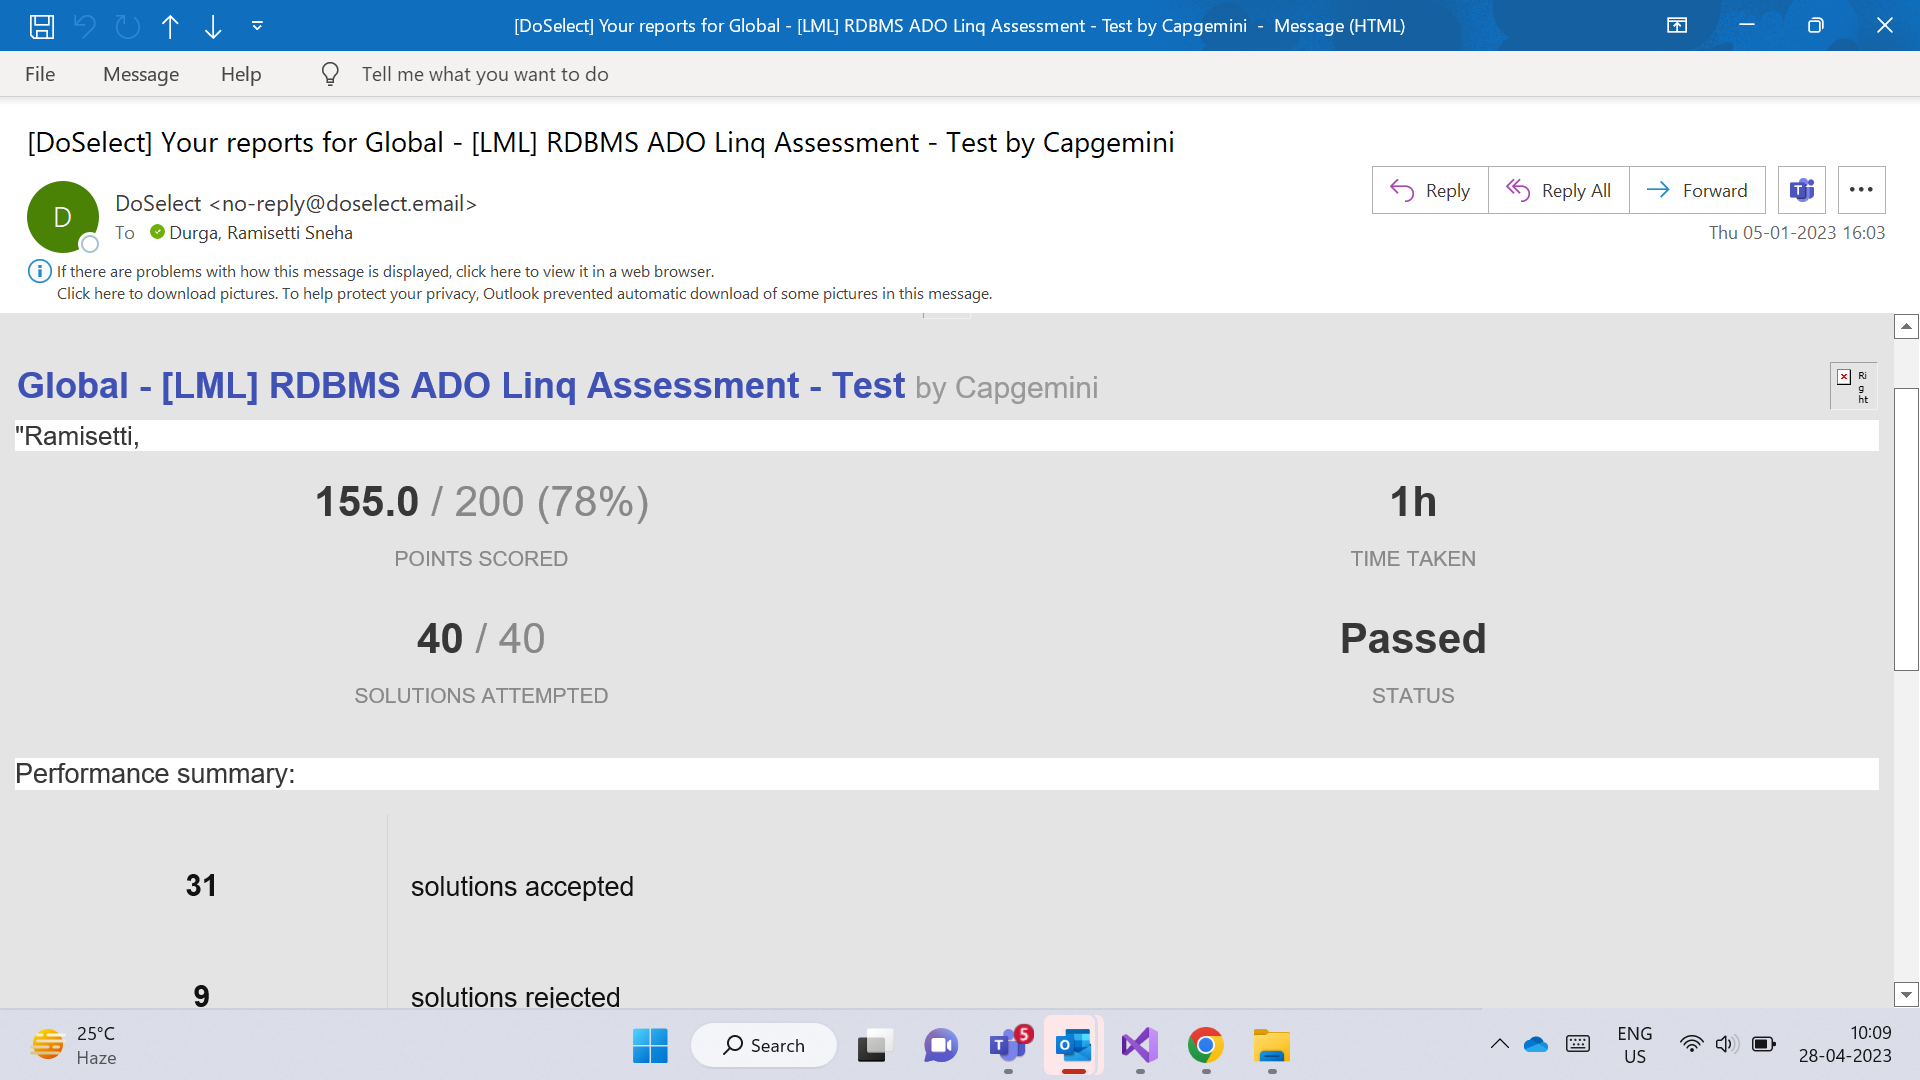 [DoSelect] Your reports for Global - [LML] RDBMS ADO Linq Assessment - Test by Capgemini - Message (HTML)
File Message Help Tell me what you want to do
[DoSelect] Your reports for Global - [LML] RDBMS ADO Linq Assessment - Test by Capgemini
D
DoSelect <no-reply@doselect.email>
To Durga, Ramisetti Sneha
Reply Reply All Forward
Thu 05-01-2023 16:03
If there are problems with how this message is displayed, click here to view it in a web browser.
Click here to download pictures. To help protect your privacy, Outlook prevented automatic download of some pictures in this message.
Global - [LML] RDBMS ADO Linq Assessment - Test by Capgemini
Ri
g
ht
"Ramisetti,
155.0 / 200 (78%)
POINTS SCORED
1h
TIME TAKEN
40 / 40
SOLUTIONS ATTEMPTED
Passed
STATUS
Performance summary:
31 solutions accepted
9 solutions rejected
25°C
Haze
Search
5
ENG
US
10:09
28-04-2023